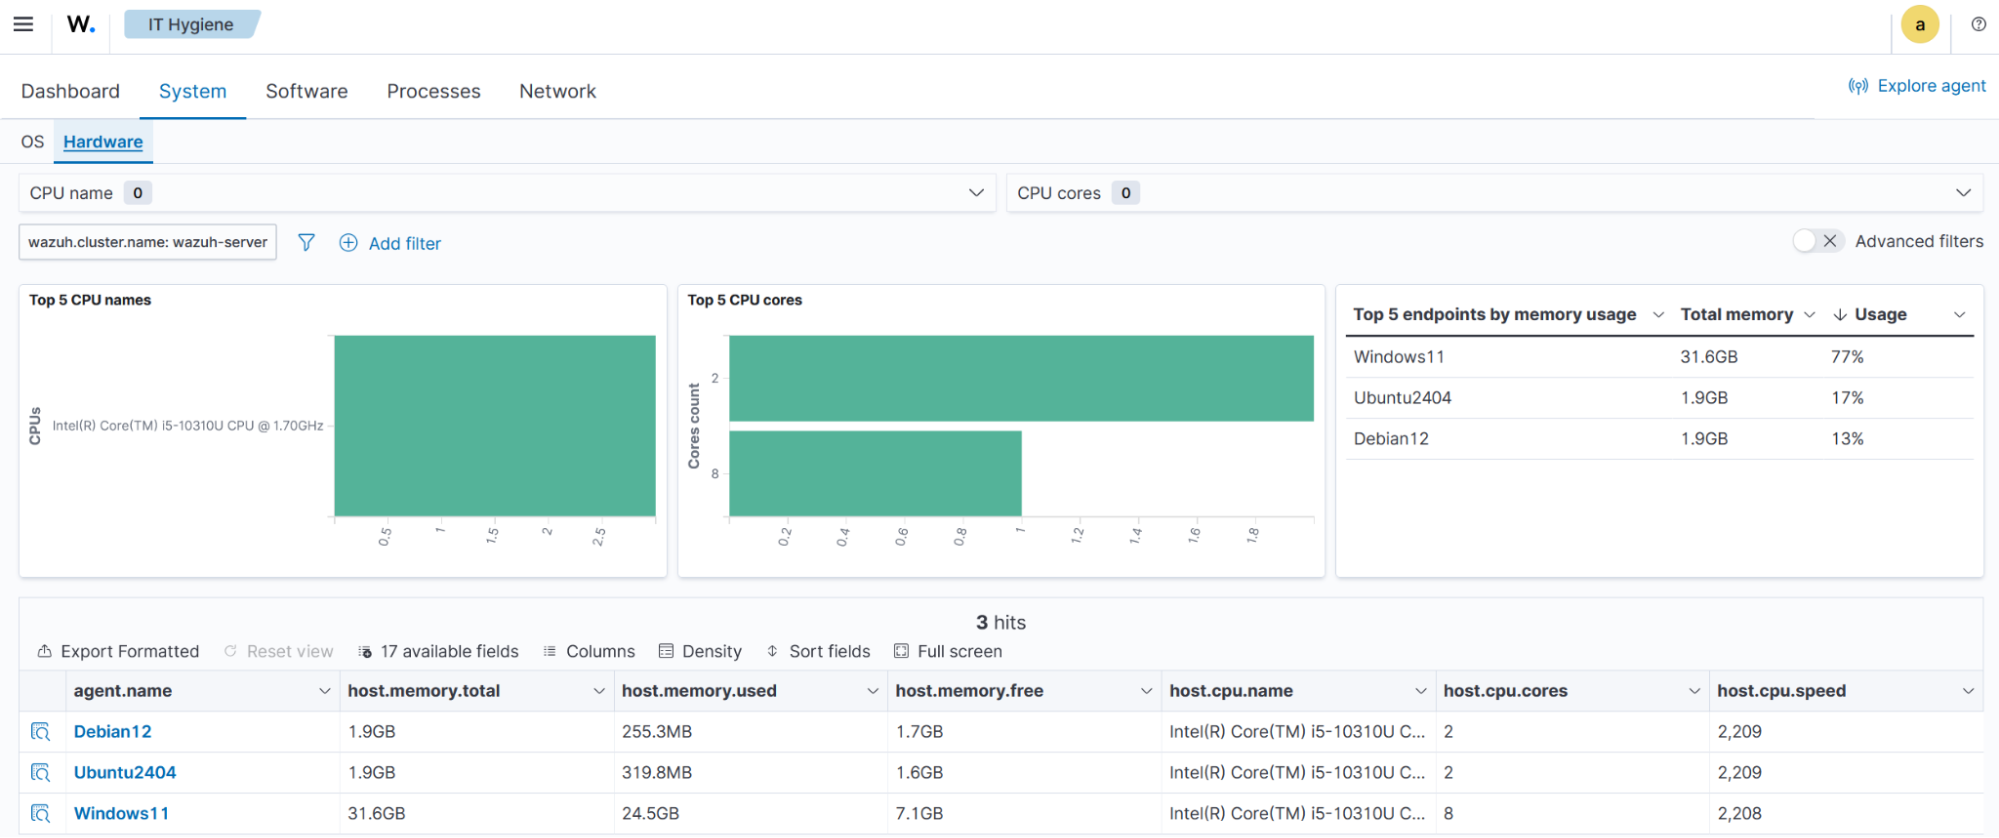 W. IT Hygiene a
Dashboard System Software Processes Network Explore agent
OS Hardware
CPU name 0 CPU cores 0
wazuh.cluster.name: wazuh-server Add filter Advanced filters
Top 5 CPU names
CPUs
Intel(R) Core(TM) i5-10310U CPU @ 1.70GHz
0.5 1 1.5 2 2.5
Top 5 CPU cores
Cores count
2
8
0.2 0.4 0.6 0.8 1 1.2 1.4 1.6 1.8
Top 5 endpoints by memory usage Total memory Usage
Windows11 31.6GB 77%
Ubuntu2404 1.9GB 17%
Debian12 1.9GB 13%
3 hits
Export Formatted Reset view 17 available fields Columns Density Sort fields Full screen
agent.name host.memory.total host.memory.used host.memory.free host.cpu.name host.cpu.cores host.cpu.speed
Debian12 1.9GB 255.3MB 1.7GB Intel(R) Core(TM) i5-10310U C... 2 2,209
Ubuntu2404 1.9GB 319.8MB 1.6GB Intel(R) Core(TM) i5-10310U C... 2 2,209
Windows11 31.6GB 24.5GB 7.1GB Intel(R) Core(TM) i5-10310U C... 8 2,208